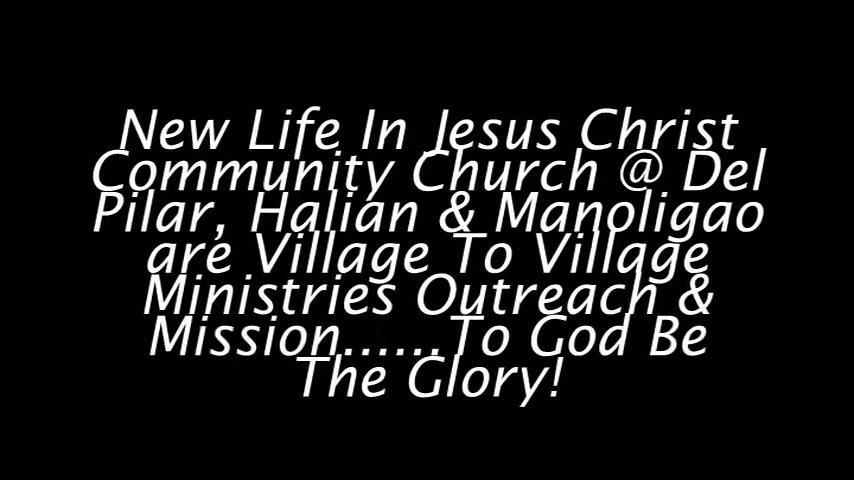 New Life In Jesus Christ
Community Church @ Del
Pilar, Halian & Manoligao
are Village To Village
Ministries Outreach &
Mission......To God Be
The Glory!